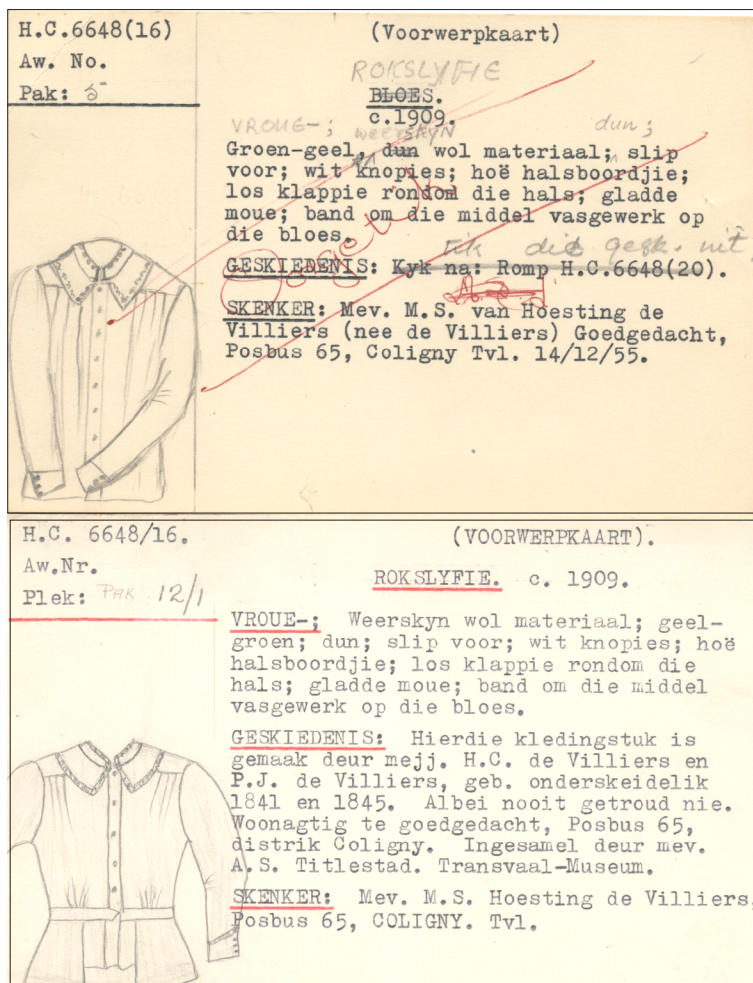 H.C.6648(16)
(Voorwerpkaart)
Aw. No.
ROKSLYFIE
Pak: 5
BLOES.
c.1909.
VROUE-; weerskyn dun;
Groen-geel, dun wol materiaal; slip
voor; wit knopies; hoë halsboordjie;
los klappie rondom die hals; gladde
moue; band om die middel vasgewerk op
die bloes.
Tik die gesk. uit.
GESKIEDENIS: Kyk na: Romp H.C.6648(20).
SKENKER: Mev. M.S. van Hoesting de
Villiers (nee de Villiers) Goedgedacht,
Posbus 65, Coligny Tvl. 14/12/55.
H.C. 6648/16.
(VOORWERPKAART).
Aw.Nr.
ROKSLYFIE. c. 1909.
Plek: PAK 12/1
VROUE-; Weerskyn wol materiaal; geel-
groen; dun; slip voor; wit knopies; hoë
halsboordjie; los klappie rondom die
hals; gladde moue; band om die middel
vasgewerk op die bloes.
GESKIEDENIS: Hierdie kledingstuk is
gemaak deur mejj. H.C. de Villiers en
P.J. de Villiers, geb. onderskeidelik
1841 en 1845. Albei nooit getroud nie.
Woonagtig te goedgedacht, Posbus 65,
distrik Coligny. Ingesamel deur mev.
A.S. Titlestad. Transvaal-Museum.
SKENKER: Mev. M.S. Hoesting de Villiers,
Posbus 65, COLIGNY. Tvl.